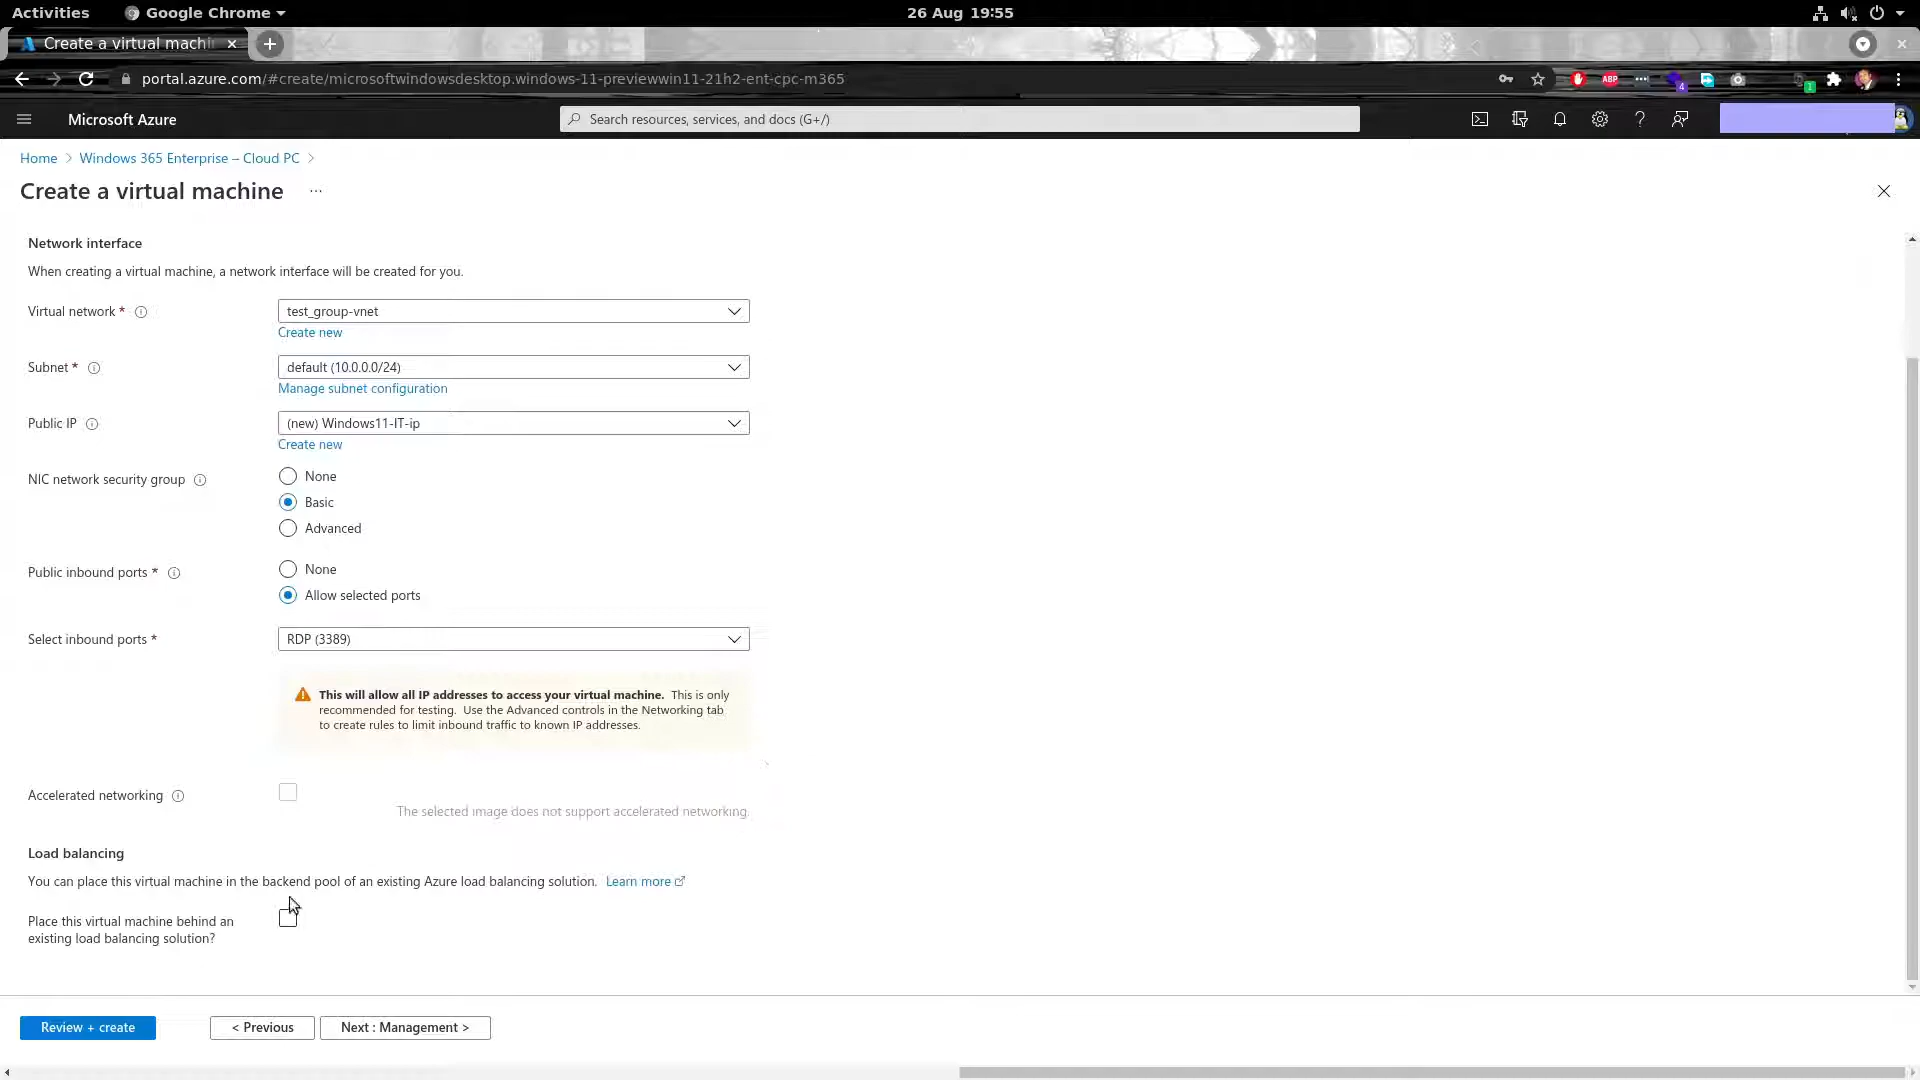 Activities
Google Chrome
26 Aug 19:55
Create a virtual machi
portal.azure.com/#create/microsoftwindowsdesktop.windows-11-previewwin11-21h2-ent-cpc-m365
ABP
4
1
Microsoft Azure
Search resources, services, and docs (G+/)
Home > Windows 365 Enterprise – Cloud PC >
Create a virtual machine ...
Network interface
When creating a virtual machine, a network interface will be created for you.
Virtual network *
test_group-vnet
Create new
Subnet *
default (10.0.0.0/24)
Manage subnet configuration
Public IP
(new) Windows11-IT-ip
Create new
NIC network security group
None
Basic
Advanced
Public inbound ports *
None
Allow selected ports
Select inbound ports *
RDP (3389)
This will allow all IP addresses to access your virtual machine. This is only
recommended for testing. Use the Advanced controls in the Networking tab
to create rules to limit inbound traffic to known IP addresses.
Accelerated networking
The selected image does not support accelerated networking.
Load balancing
You can place this virtual machine in the backend pool of an existing Azure load balancing solution. Learn more
Place this virtual machine behind an
existing load balancing solution?
Review + create
< Previous
Next : Management >